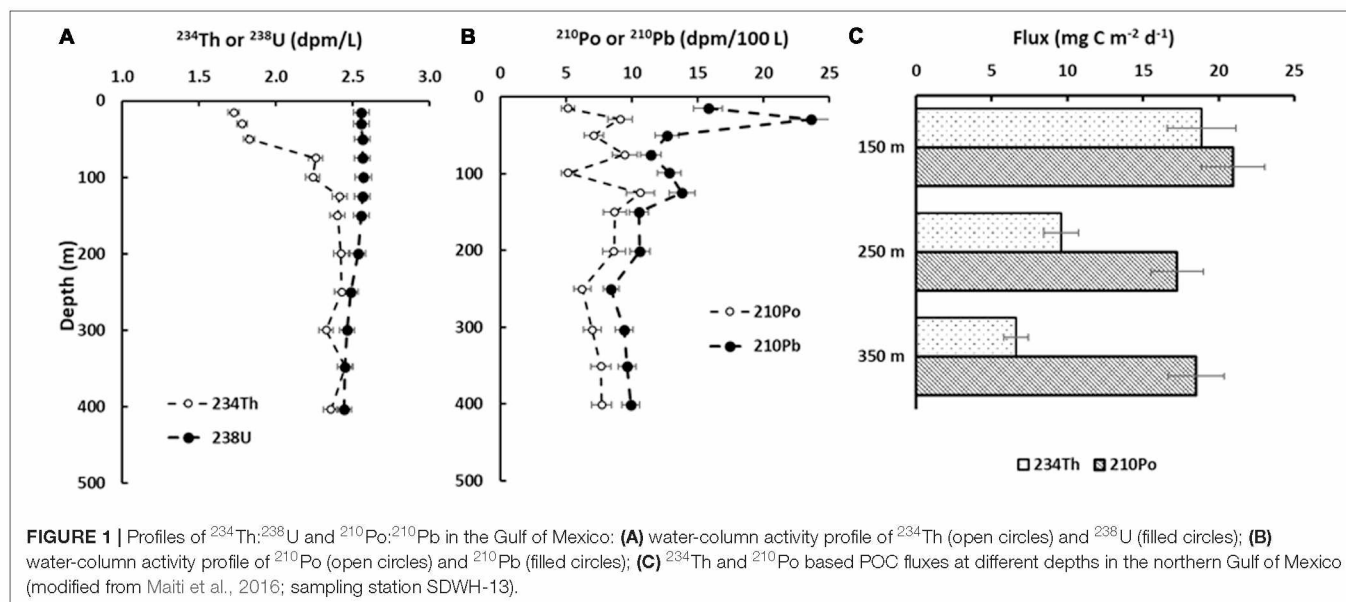 A
²³⁴Th or ²³⁸U (dpm/L)
1.0 1.5 2.0 2.5 3.0
0
100
200
300
400
500
Depth (m)
234Th
238U
B
²¹⁰Po or ²¹⁰Pb (dpm/100 L)
0 5 10 15 20 25
0
100
200
300
400
500
210Po
210Pb
C
Flux (mg C m⁻² d⁻¹)
0 5 10 15 20 25
150 m
250 m
350 m
234Th 210Po
FIGURE 1 | Profiles of ²³⁴Th:²³⁸U and ²¹⁰Po:²¹⁰Pb in the Gulf of Mexico: (A) water-column activity profile of ²³⁴Th (open circles) and ²³⁸U (filled circles); (B)
water-column activity profile of ²¹⁰Po (open circles) and ²¹⁰Pb (filled circles); (C) ²³⁴Th and ²¹⁰Po based POC fluxes at different depths in the northern Gulf of Mexico
(modified from Maiti et al., 2016; sampling station SDWH-13).